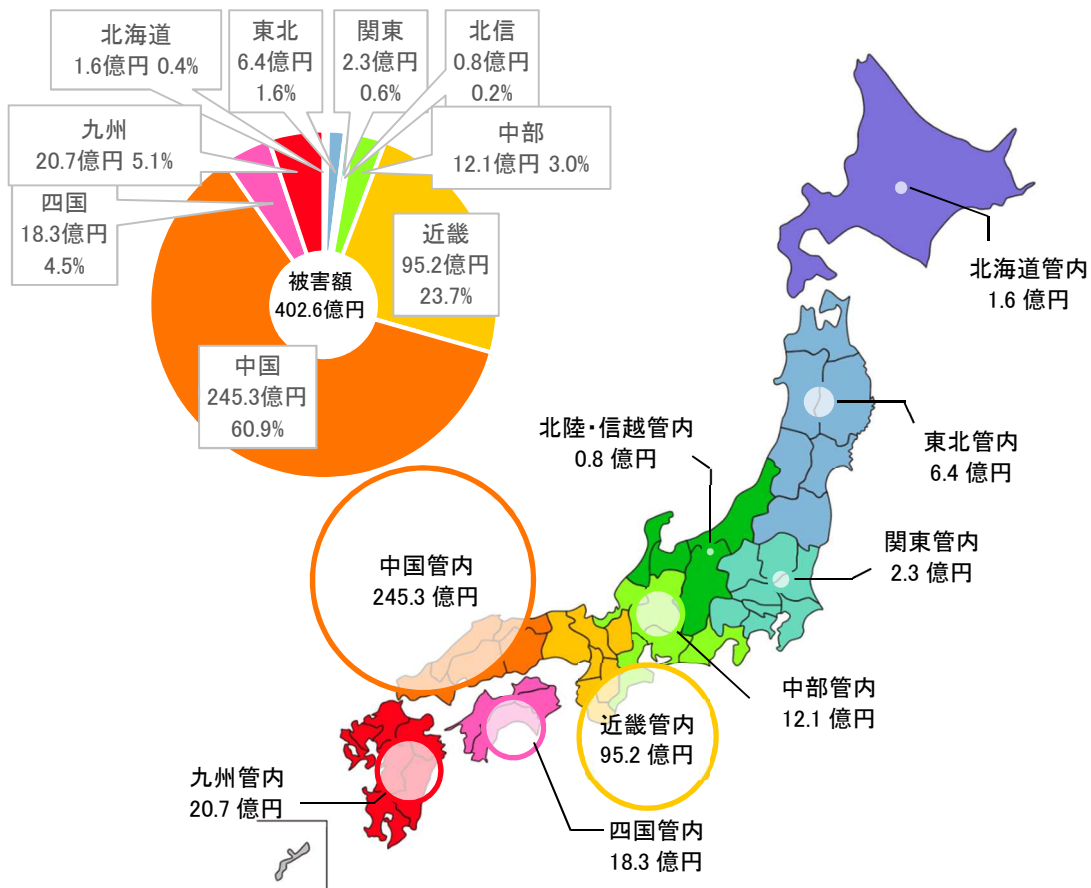 北海道
1.6億円 0.4%
東北
6.4億円
1.6%
関東
2.3億円
0.6%
北信
0.8億円
0.2%
九州
20.7億円 5.1%
中部
12.1億円 3.0%
四国
18.3億円
4.5%
近畿
95.2億円
23.7%
被害額
402.6億円
中国
245.3億円
60.9%
北海道管内
1.6 億円
北陸・信越管内
0.8 億円
東北管内
6.4 億円
関東管内
2.3 億円
中国管内
245.3 億円
中部管内
12.1 億円
近畿管内
95.2 億円
九州管内
20.7 億円
四国管内
18.3 億円